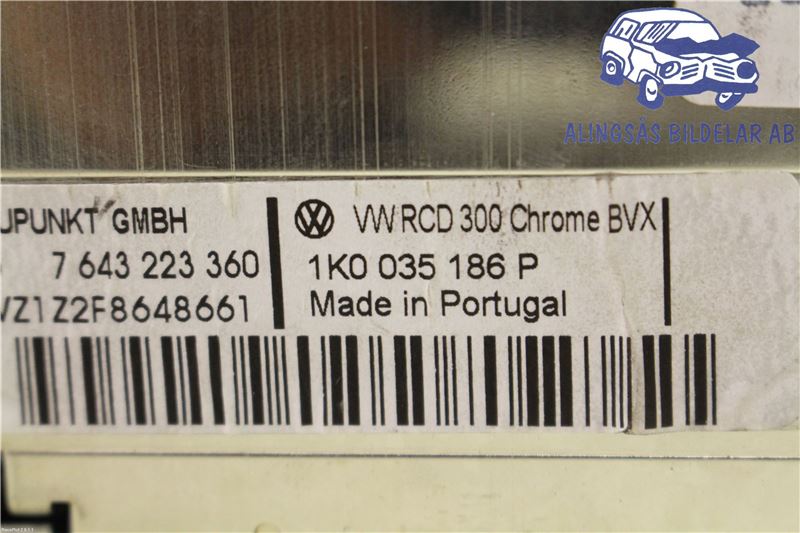 ALINGSÅS BILDELAR AB
UPUNKT GMBH
VW RCD 300 Chrome BVX
7 643 223 360
1K0 035 186 P
VZ1Z2F8648661
Made in Portugal